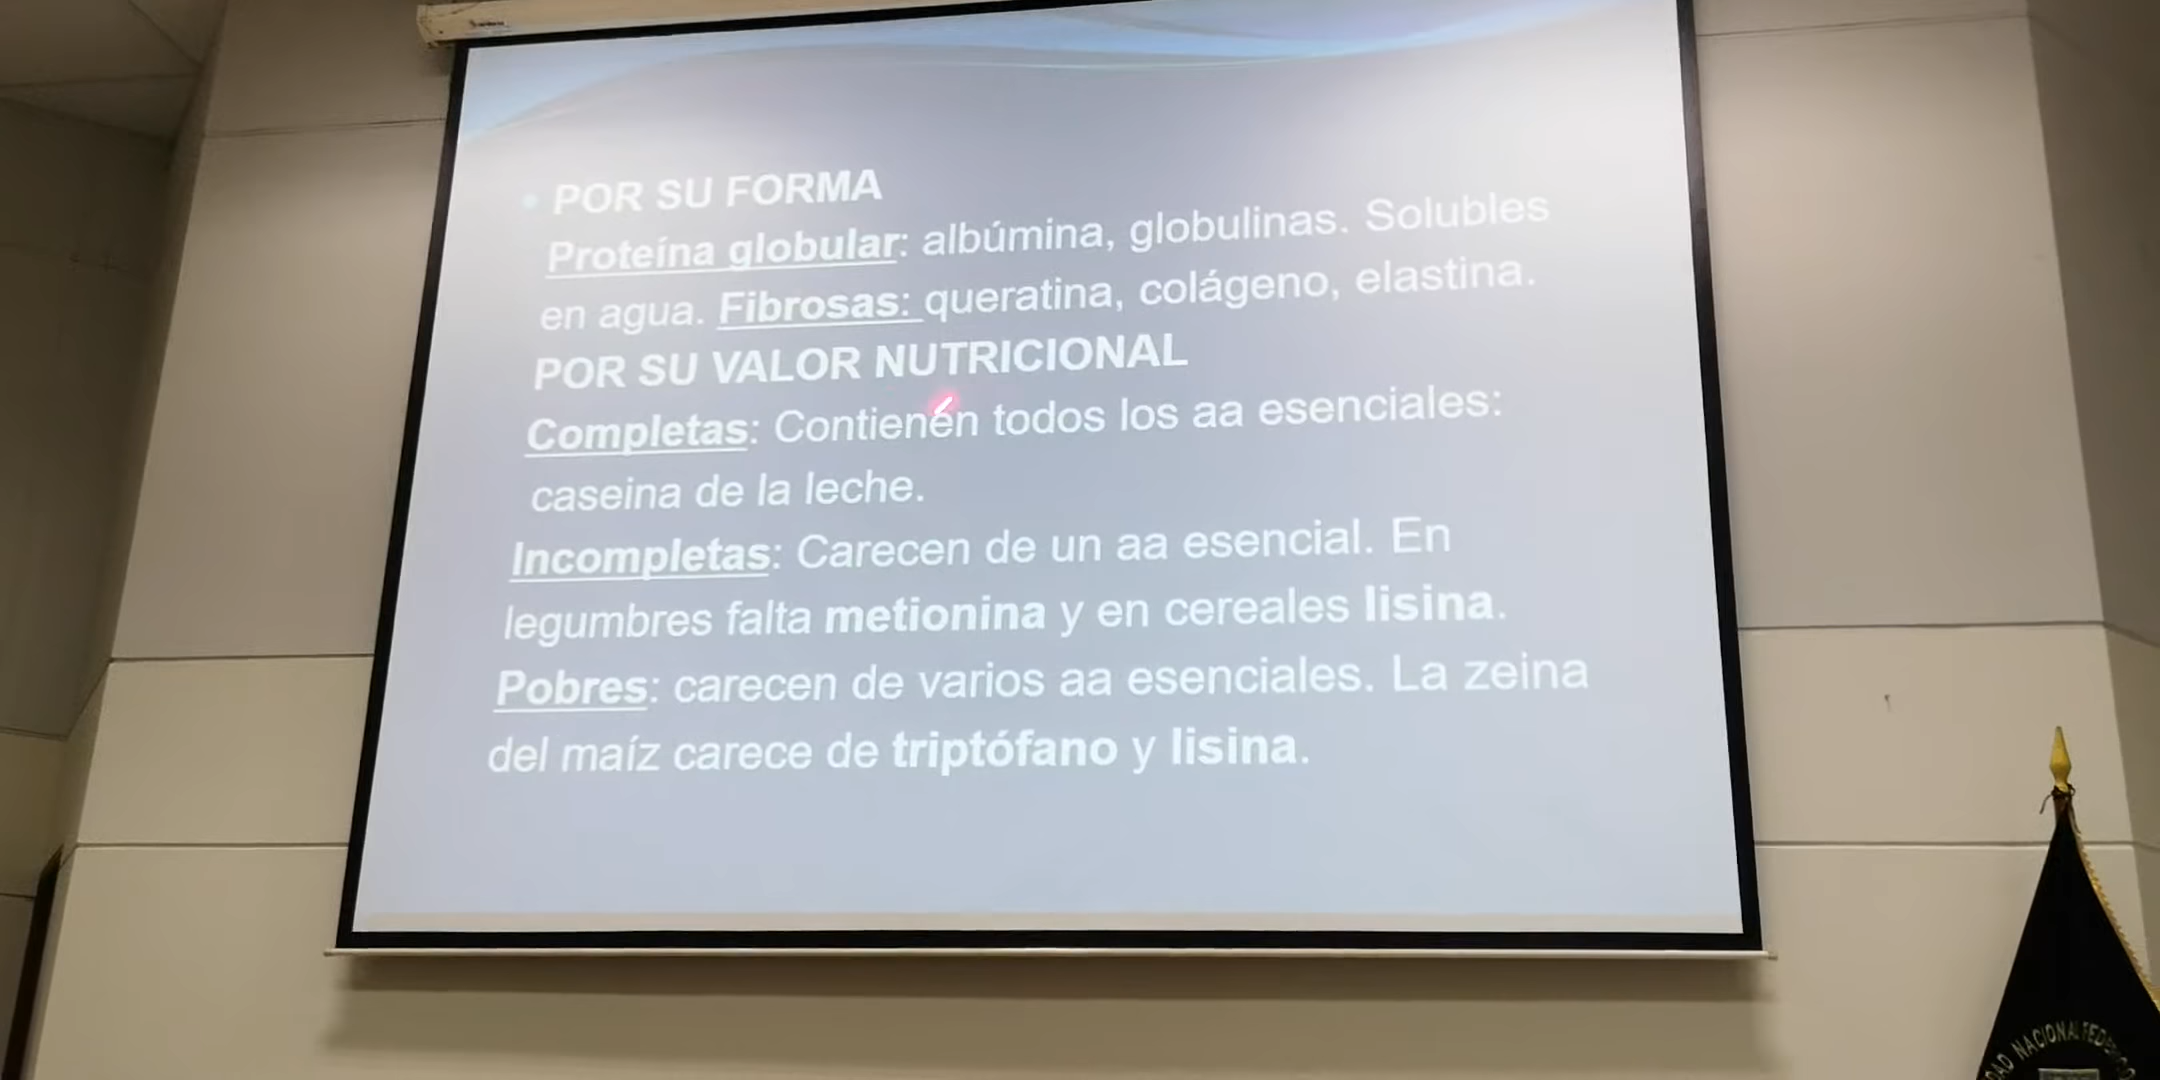 • POR SU FORMA
Proteína globular: albúmina, globulinas. Solubles
en agua. Fibrosas: queratina, colágeno, elastina.
POR SU VALOR NUTRICIONAL
Completas: Contienen todos los aa esenciales:
caseina de la leche.
Incompletas: Carecen de un aa esencial. En
legumbres falta metionina y en cereales lisina.
Pobres: carecen de varios aa esenciales. La zeina
del maíz carece de triptófano y lisina.
NACIONAL